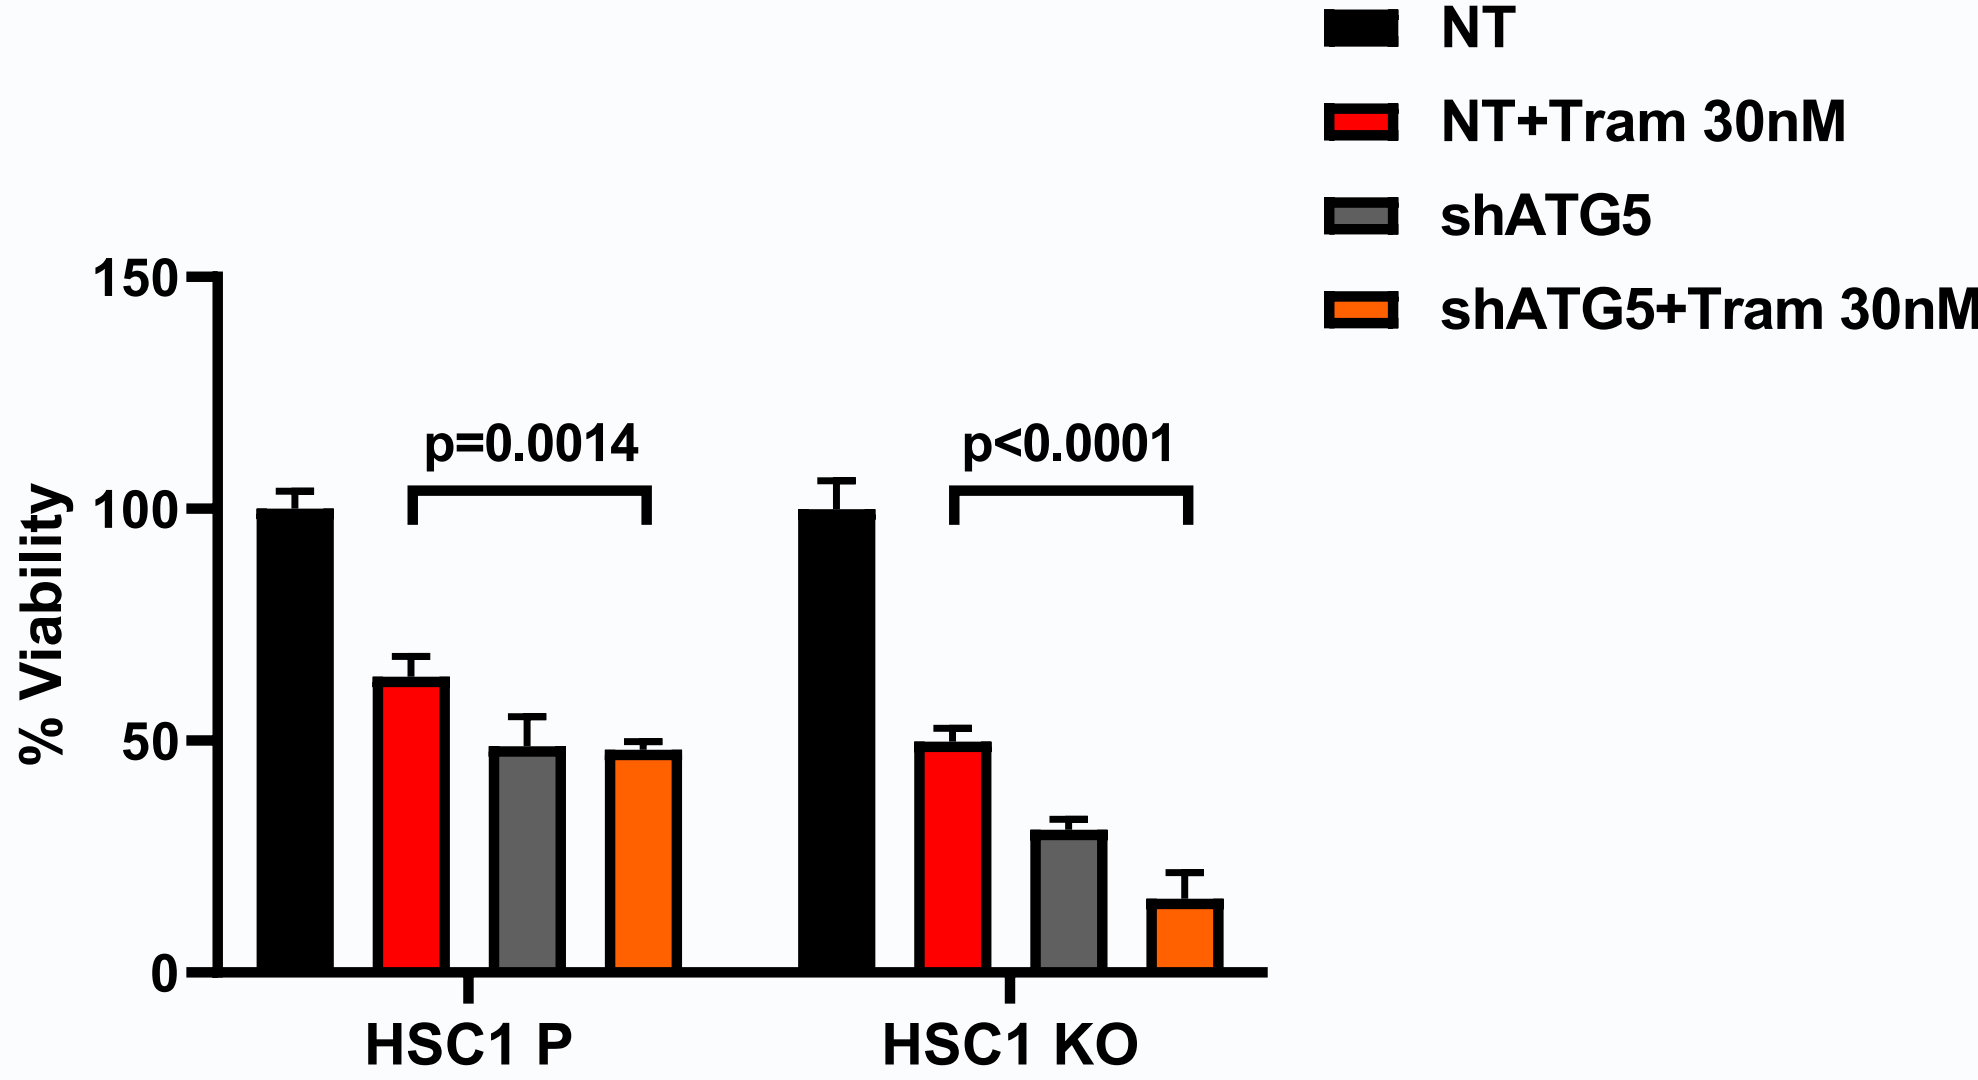 NT
NT+Tram 30nM
shATG5
shATG5+Tram 30nM
150
100
50
0
% Viability
p=0.0014
p<0.0001
HSC1 P
HSC1 KO